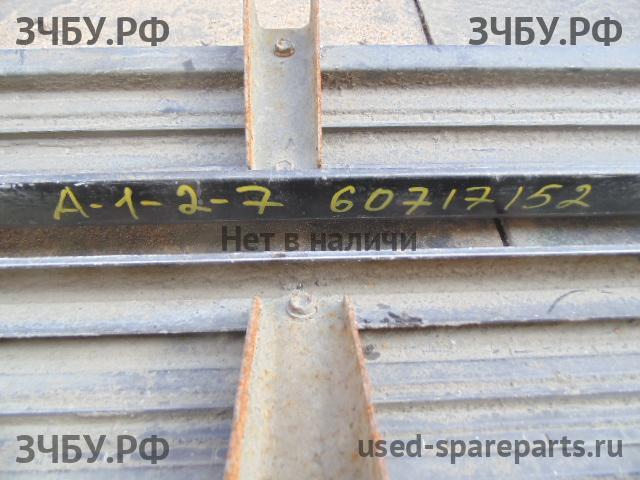 ЗЧБУ.РФ ЗЧБУ.РФ
А-1-2-7 60717152
Нет в наличи
ЗЧБУ.РФ used-spareparts.ru